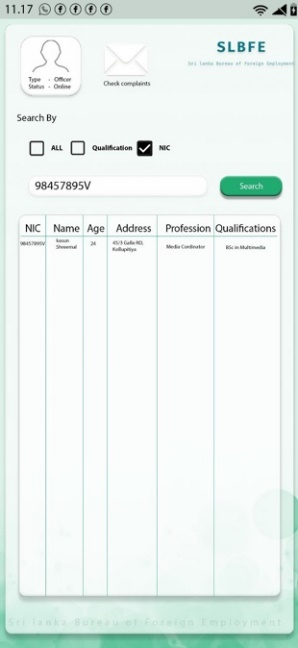 11.17
SLBFE
Sri lanka Bureau of Foreign Employment
Type - Officer
Status - Online
Check complaints
Search By
ALL Qualification NIC
98457895V Search
NIC Name Age Address Profession Qualifications
98457895V Kasun Shreemal 24 45/3 Galle RD, Kollupitiya Media Cordinator BSc in Multimedia
Sri lanka Bureau of Foreign Employment